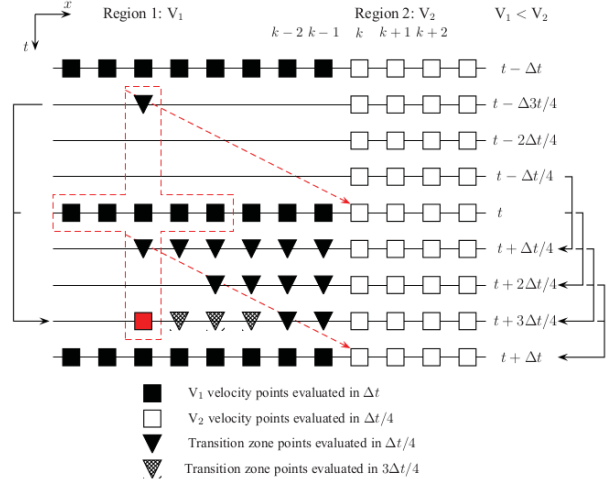 x
Region 1: V₁ Region 2: V₂ V₁ < V₂
t
k − 2 k − 1 k k + 1 k + 2
t − Δt
t − Δ3t/4
t − 2Δt/4
t − Δt/4
t
t + Δt/4
t + 2Δt/4
t + 3Δt/4
t + Δt
V₁ velocity points evaluated in Δt
V₂ velocity points evaluated in Δt/4
Transition zone points evaluated in Δt/4
Transition zone points evaluated in 3Δt/4